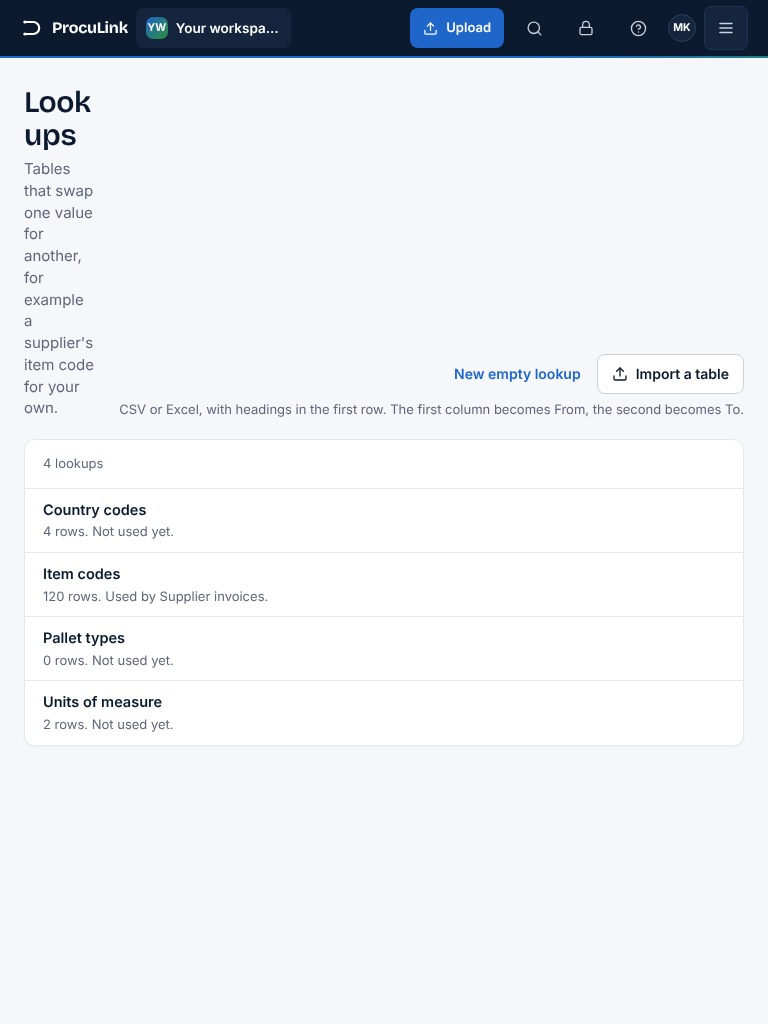 ProcuLink
YW
Your workspa...
Upload
MK
Look
ups
Tables
that swap
one value
for
another,
for
example
a
supplier's
item code
for your
own.
New empty lookup
Import a table
CSV or Excel, with headings in the first row. The first column becomes From, the second becomes To.
4 lookups
Country codes
4 rows. Not used yet.
Item codes
120 rows. Used by Supplier invoices.
Pallet types
0 rows. Not used yet.
Units of measure
2 rows. Not used yet.